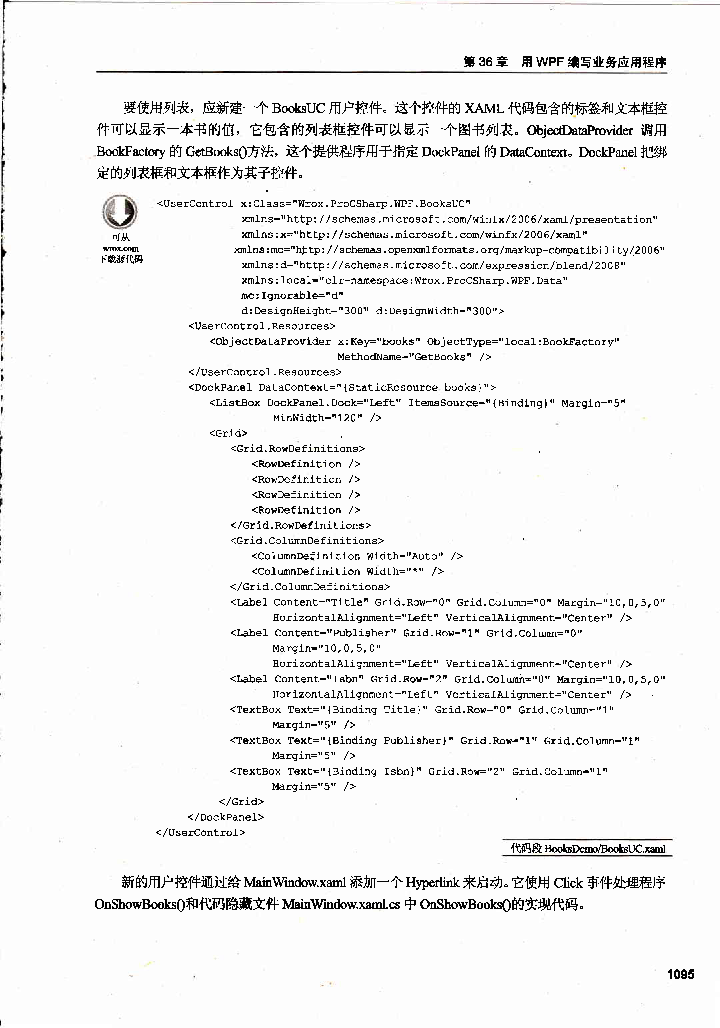 第 36 章 用 WPF 编写业务应用程序
要使用列表，应新建一个 BooksUC 用户控件。这个控件的 XAML 代码包含的标签和文本框控
件可以显示一本书的值，它包含的列表框控件可以显示一个图书列表。ObjectDataProvider 调用
BookFactory 的 GetBooks()方法，这个提供程序用于指定 DockPanel 的 DataContext。DockPanel 把绑
定的列表框和文本框作为其子控件。
可从
wrox.com
下载源代码
<UserControl x:Class="Wrox.ProCSharp.WPF.BooksUC"
xmlns="http://schemas.microsoft.com/winfx/2006/xaml/presentation"
xmlns:x="http://schemas.microsoft.com/winfx/2006/xaml"
xmlns:mc="http://schemas.openxmlformats.org/markup-compatibility/2006"
xmlns:d="http://schemas.microsoft.com/expression/blend/2008"
xmlns:local="clr-namespace:Wrox.ProCSharp.WPF.Data"
mc:Ignorable="d"
d:DesignHeight="300" d:DesignWidth="300">
<UserControl.Resources>
<ObjectDataProvider x:Key="books" ObjectType="local:BookFactory"
MethodName="GetBooks" />
</UserControl.Resources>
<DockPanel DataContext="{StaticResource books}">
<ListBox DockPanel.Dock="Left" ItemsSource="{Binding}" Margin="5"
MinWidth="120" />
<Grid>
<Grid.RowDefinitions>
<RowDefinition />
<RowDefinition />
<RowDefinition />
<RowDefinition />
</Grid.RowDefinitions>
<Grid.ColumnDefinitions>
<ColumnDefinition Width="Auto" />
<ColumnDefinition Width="*" />
</Grid.ColumnDefinitions>
<Label Content="Title" Grid.Row="0" Grid.Column="0" Margin="10,0,5,0"
HorizontalAlignment="Left" VerticalAlignment="Center" />
<Label Content="Publisher" Grid.Row="1" Grid.Column="0"
Margin="10,0,5,0"
HorizontalAlignment="Left" VerticalAlignment="Center" />
<Label Content="Isbn" Grid.Row="2" Grid.Column="0" Margin="10,0,5,0"
HorizontalAlignment="Left" VerticalAlignment="Center" />
<TextBox Text="{Binding Title}" Grid.Row="0" Grid.Column="1"
Margin="5" />
<TextBox Text="{Binding Publisher}" Grid.Row="1" Grid.Column="1"
Margin="5" />
<TextBox Text="{Binding Isbn}" Grid.Row="2" Grid.Column="1"
Margin="5" />
</Grid>
</DockPanel>
</UserControl>
代码段 BooksDemo/BooksUC.xaml
新的用户控件通过给 MainWindow.xaml 添加一个 Hyperlink 来启动。它使用 Click 事件处理程序
OnShowBooks()和代码隐藏文件 MainWindow.xaml.cs 中 OnShowBooks()的实现代码。
1095